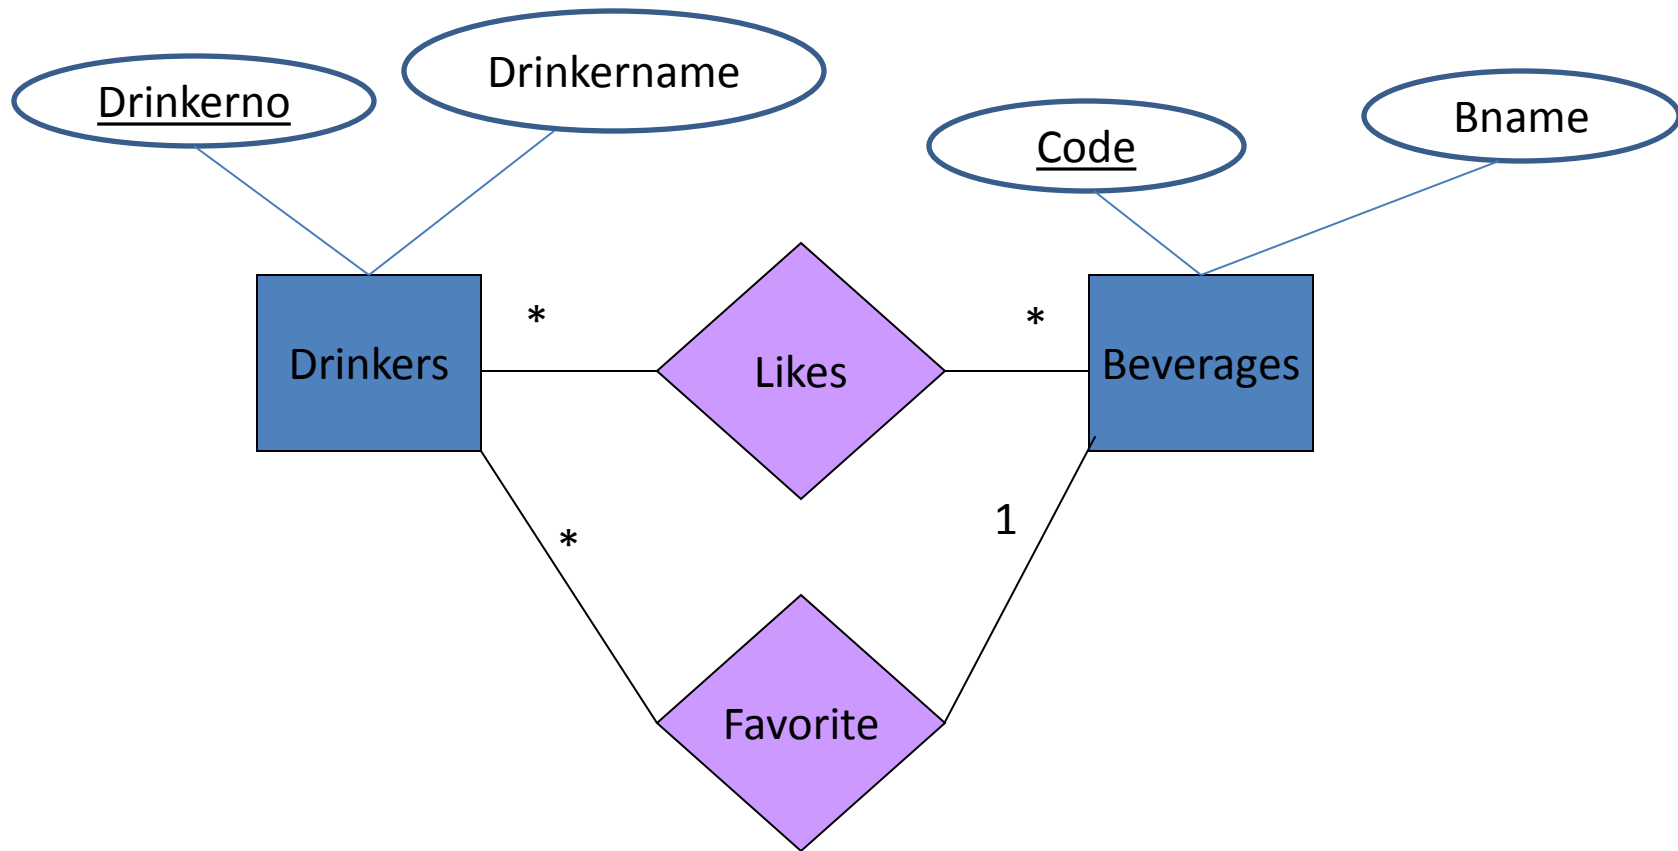 Drinkerno
Drinkername
Code
Bname
Drinkers
*
Likes
*
Beverages
*
1
Favorite